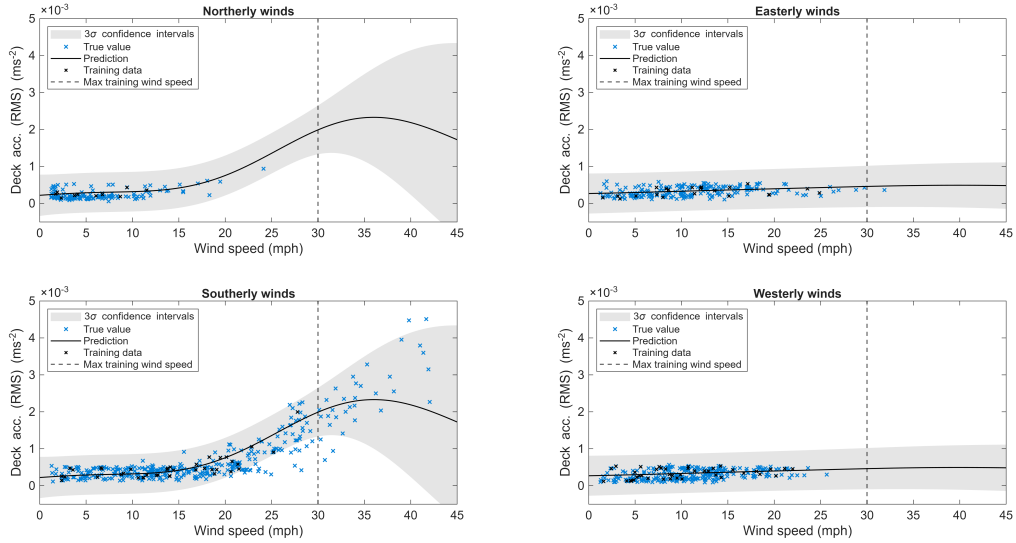 Northerly winds
×10⁻³
5
4
3
2
1
0
Deck acc. (RMS) (ms⁻²)
3σ confidence intervals
True value
Prediction
Training data
Max training wind speed
0 5 10 15 20 25 30 35 40 45
Wind speed (mph)
Easterly winds
×10⁻³
5
4
3
2
1
0
Deck acc. (RMS) (ms⁻²)
3σ confidence intervals
True value
Prediction
Training data
Max training wind speed
0 5 10 15 20 25 30 35 40 45
Wind speed (mph)
Southerly winds
×10⁻³
5
4
3
2
1
0
Deck acc. (RMS) (ms⁻²)
3σ confidence intervals
True value
Prediction
Training data
Max training wind speed
0 5 10 15 20 25 30 35 40 45
Wind speed (mph)
Westerly winds
×10⁻³
5
4
3
2
1
0
Deck acc. (RMS) (ms⁻²)
3σ confidence intervals
True value
Prediction
Training data
Max training wind speed
0 5 10 15 20 25 30 35 40 45
Wind speed (mph)